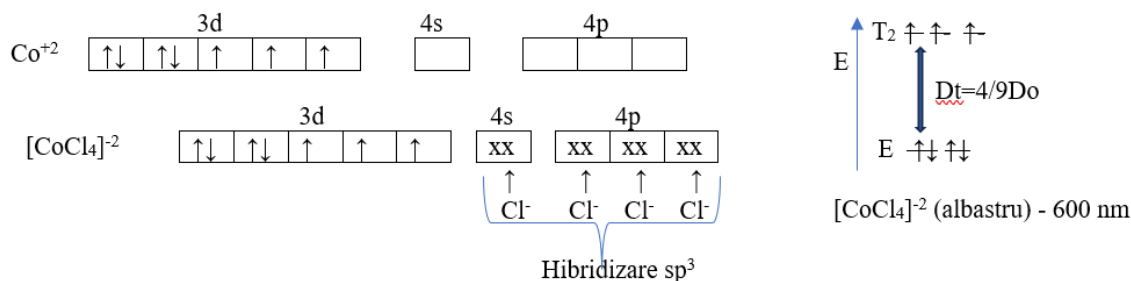 3d 4s 4p
Co+2 ↑↓ ↑↓ ↑ ↑ ↑
3d 4s 4p
[CoCl4]-2 ↑↓ ↑↓ ↑ ↑ ↑ xx xx xx xx
↑ ↑ ↑ ↑
Cl- Cl- Cl- Cl-
Hibridizare sp3
E
T2
Dt=4/9Do
E
[CoCl4]-2 (albastru) - 600 nm